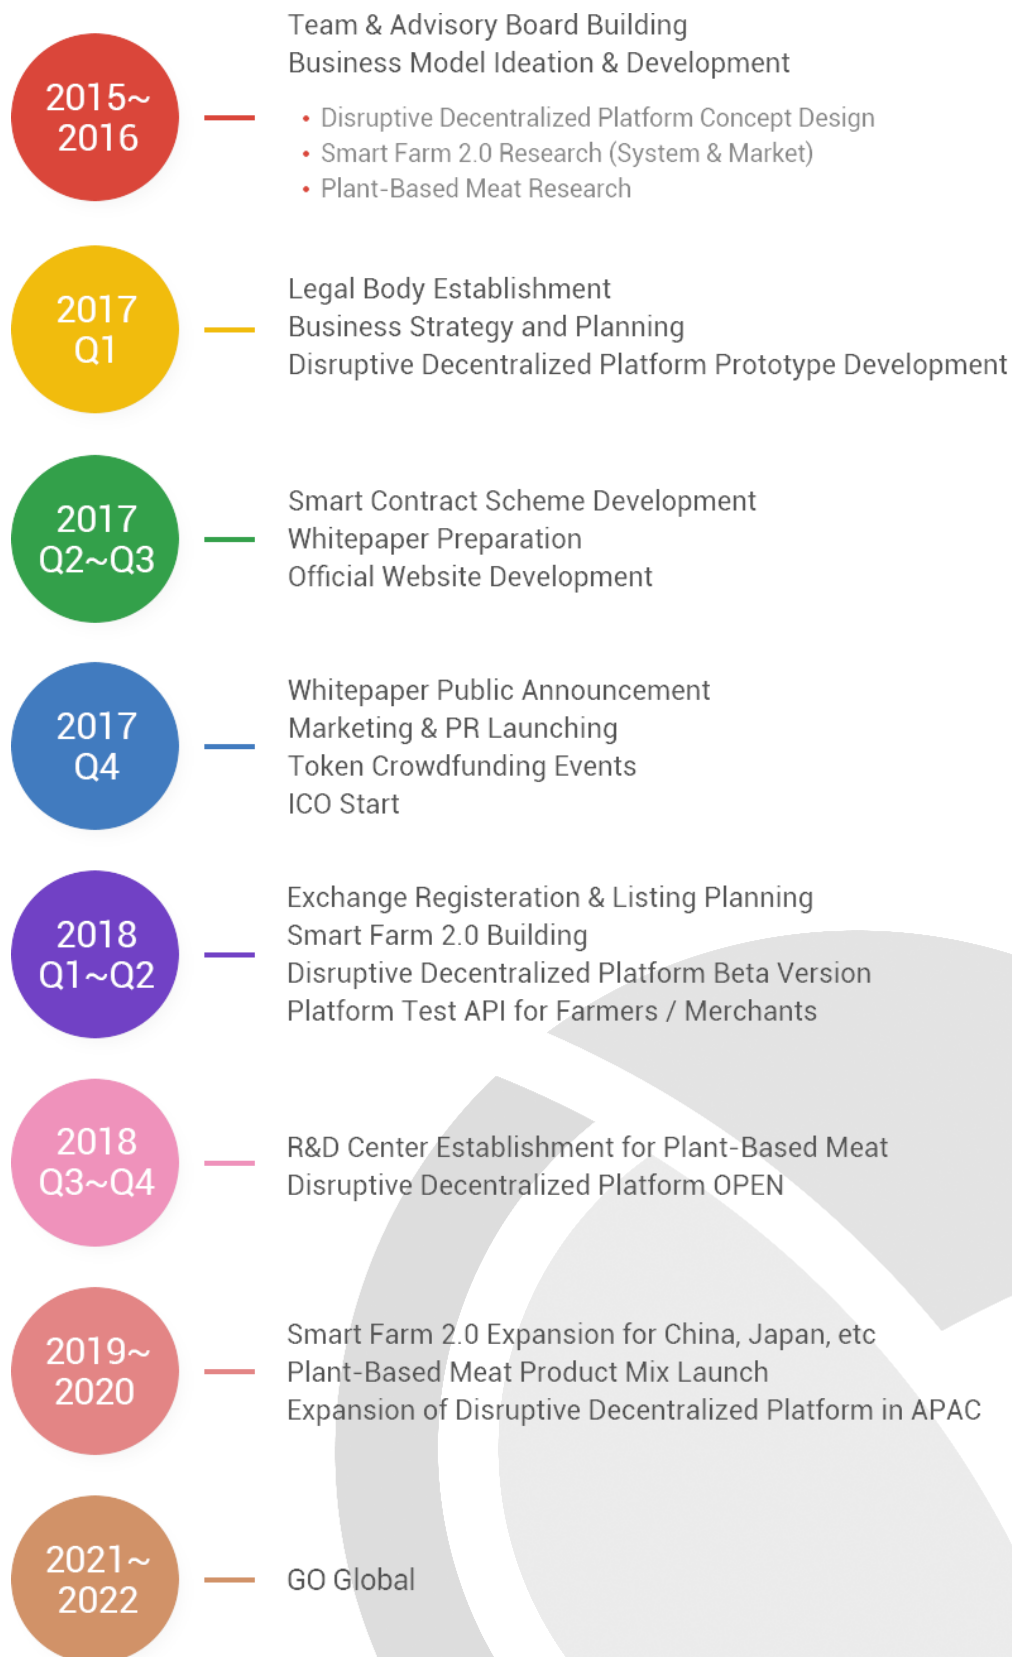 Team & Advisory Board Building
Business Model Ideation & Development
2015~
2016
• Disruptive Decentralized Platform Concept Design
• Smart Farm 2.0 Research (System & Market)
• Plant-Based Meat Research
2017
Q1
Legal Body Establishment
Business Strategy and Planning
Disruptive Decentralized Platform Prototype Development
2017
Q2~Q3
Smart Contract Scheme Development
Whitepaper Preparation
Official Website Development
2017
Q4
Whitepaper Public Announcement
Marketing & PR Launching
Token Crowdfunding Events
ICO Start
2018
Q1~Q2
Exchange Registeration & Listing Planning
Smart Farm 2.0 Building
Disruptive Decentralized Platform Beta Version
Platform Test API for Farmers / Merchants
2018
Q3~Q4
R&D Center Establishment for Plant-Based Meat
Disruptive Decentralized Platform OPEN
2019~
2020
Smart Farm 2.0 Expansion for China, Japan, etc
Plant-Based Meat Product Mix Launch
Expansion of Disruptive Decentralized Platform in APAC
2021~
2022
GO Global